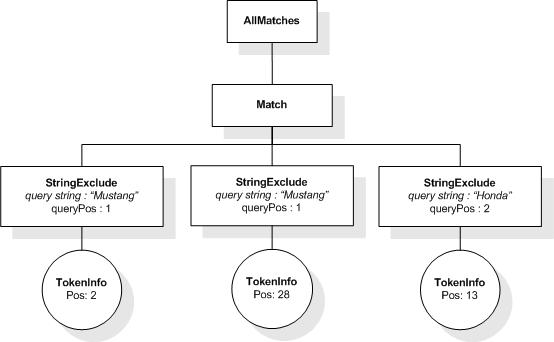 AllMatches
Match
StringExclude
query string : “Mustang”
queryPos : 1
StringExclude
query string : “Mustang”
queryPos : 1
StringExclude
query string : “Honda”
queryPos : 2
TokenInfo
Pos: 2
TokenInfo
Pos: 28
TokenInfo
Pos: 13